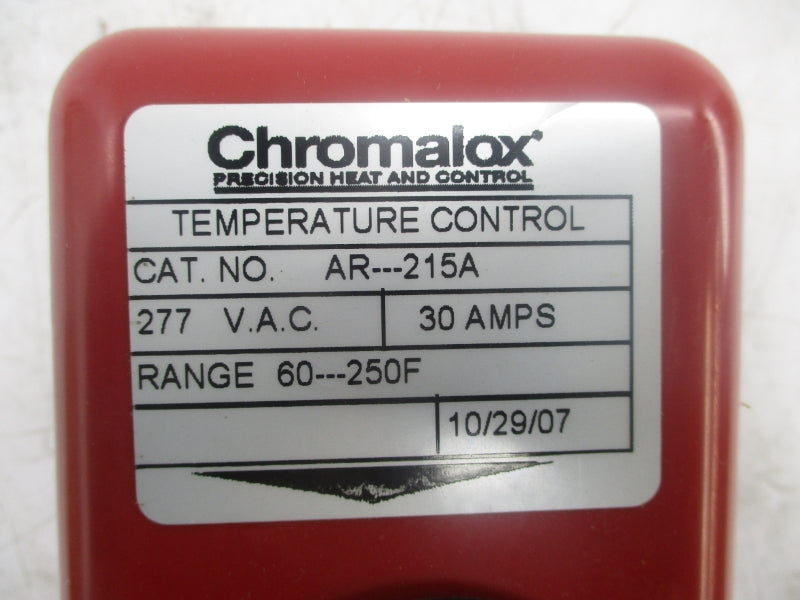 Chromalox
PRECISION HEAT AND CONTROL
TEMPERATURE CONTROL
CAT. NO. AR---215A
277 V.A.C. 30 AMPS
RANGE 60---250F
10/29/07